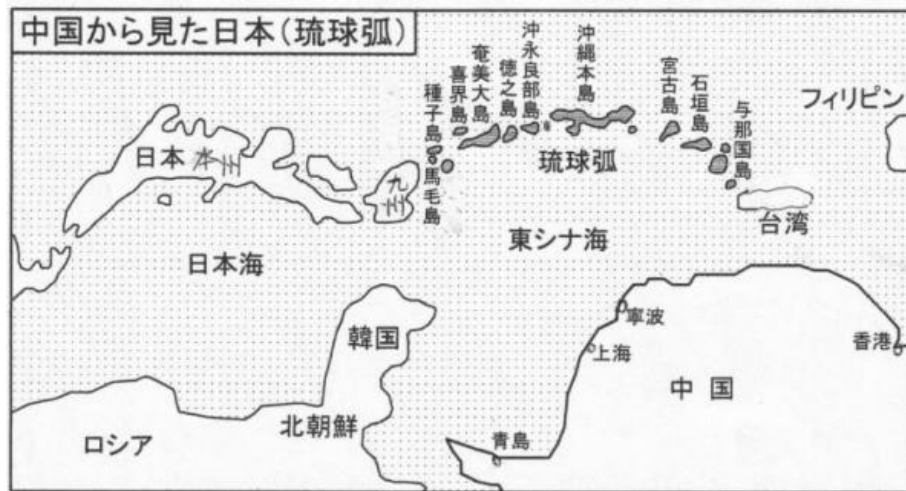 中国から見た日本(琉球弧)
種子島
喜界島
奄美大島
徳之島
沖永良部島
沖縄本島
宮古島
石垣島
与那国島
フィリピン
日本
九
馬毛島
琉球弧
台湾
東シナ海
日本海
韓国
寧波
上海
香港
中国
北朝鮮
ロシア
青島